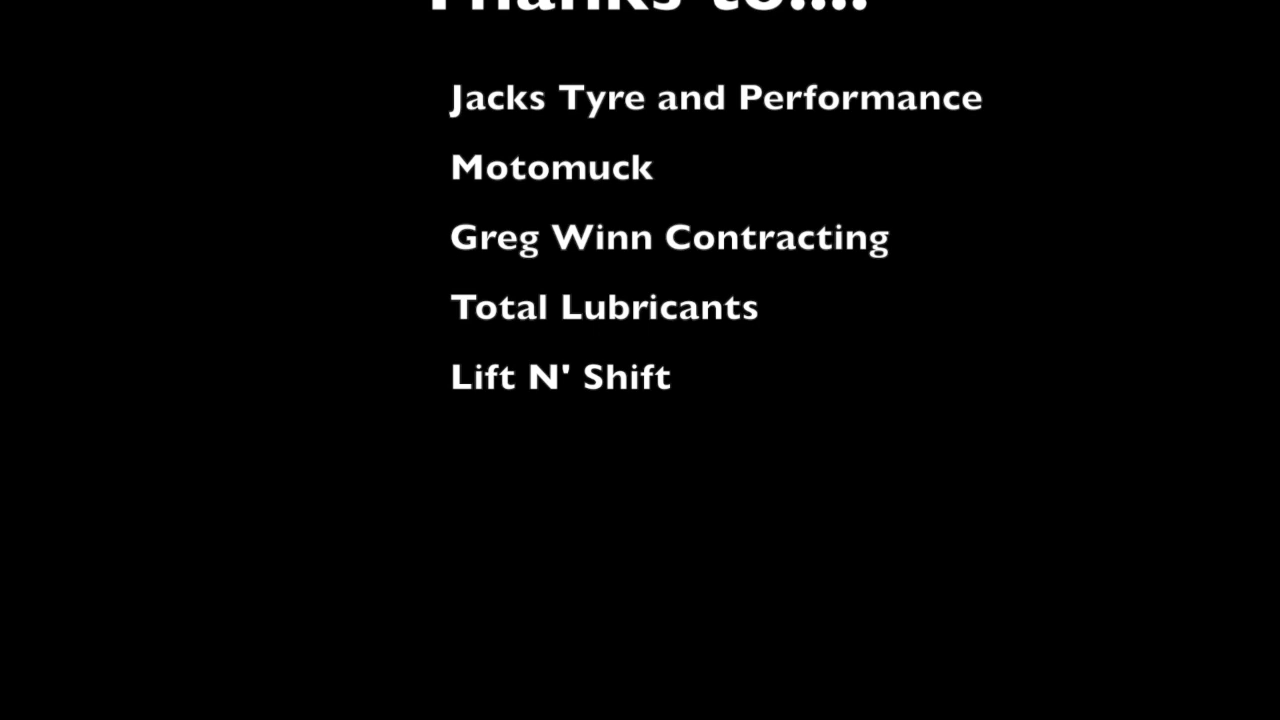 Thanks to....
Jacks Tyre and Performance
Motomuck
Greg Winn Contracting
Total Lubricants
Lift N' Shift